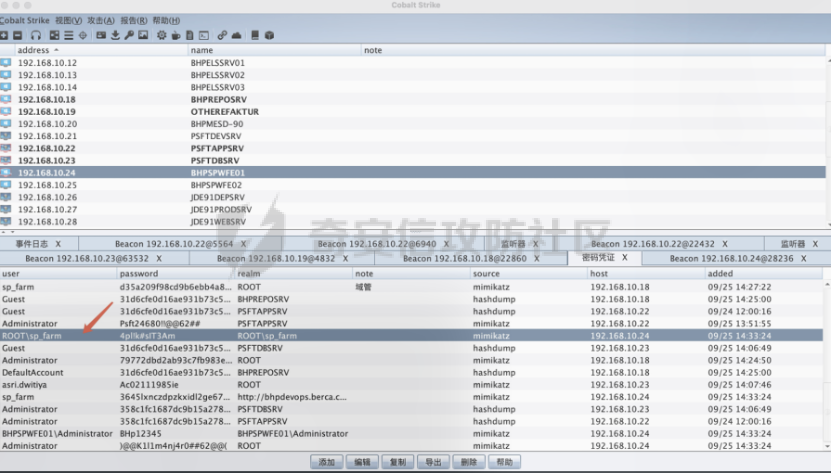 Cobalt Strike
Cobalt Strike 视图(V) 攻击(A) 报告(R) 帮助(H)
address name note
192.168.10.12 BHPELSSRV01
192.168.10.13 BHPELSSRV02
192.168.10.14 BHPELSSRV03
192.168.10.18 BHPREPOSRV
192.168.10.19 OTHEREFAKTUR
192.168.10.20 BHPMESD-90
192.168.10.21 PSFTDEVSRV
192.168.10.22 PSFTAPPSRV
192.168.10.23 PSFTDBSRV
192.168.10.24 BHPSPWFE01
192.168.10.25 BHPSPWFE02
192.168.10.26 JDE91DEPSRV
192.168.10.27 JDE91PRODSRV
192.168.10.28 JDE91WEBSRV
奇安信攻防社区
事件日志 X Beacon 192.168.10.22@5564 X Beacon 192.168.10.22@6940 X 监听器 X Beacon 192.168.10.22@22432 X 监听器 X
Beacon 192.168.10.23@63532 X Beacon 192.168.10.19@4832 X Beacon 192.168.10.18@22860 X 密码凭证 X Beacon 192.168.10.24@28236 X
user password realm note source host added
sp_farm d35a209f98cd9b6ebb4a8... ROOT 域管 mimikatz 192.168.10.18 09/25 14:27:22
Guest 31d6cfe0d16ae931b73c5... BHPREPOSRV hashdump 192.168.10.18 09/25 14:25:00
Guest 31d6cfe0d16ae931b73c5... PSFTAPPSRV hashdump 192.168.10.22 09/24 12:00:16
Administrator Psft24680!!@@62## PSFTAPPSRV mimikatz 192.168.10.22 09/25 13:51:55
ROOT\sp_farm ROOT\sp_farm mimikatz 192.168.10.24 09/25 14:33:24
Guest 31d6cfe0d16ae931b73c5... PSFTDBSRV hashdump 192.168.10.23 09/25 14:06:49
Administrator 79772dbd2ab93c7fb983e... ROOT mimikatz 192.168.10.18 09/25 14:24:50
DefaultAccount 31d6cfe0d16ae931b73c5... BHPREPOSRV hashdump 192.168.10.18 09/25 14:25:00
asri.dwitiya Ac02111985ie ROOT mimikatz 192.168.10.23 09/25 14:07:46
sp_farm http://bhpdevops.berca.c... mimikatz 192.168.10.24 09/25 14:33:24
Administrator 358c1fc1687dc9b15a278... PSFTDBSRV hashdump 192.168.10.23 09/25 14:06:49
Administrator 358c1fc1687dc9b15a278... PSFTAPPSRV hashdump 192.168.10.22 09/24 12:00:16
BHPSPWFE01\Administrator BHp12345 BHPSPWFE01\Administrator mimikatz 192.168.10.24 09/25 14:33:24
Administrator ROOT mimikatz 192.168.10.24 09/25 14:33:24
添加 编辑 复制 导出 删除 帮助